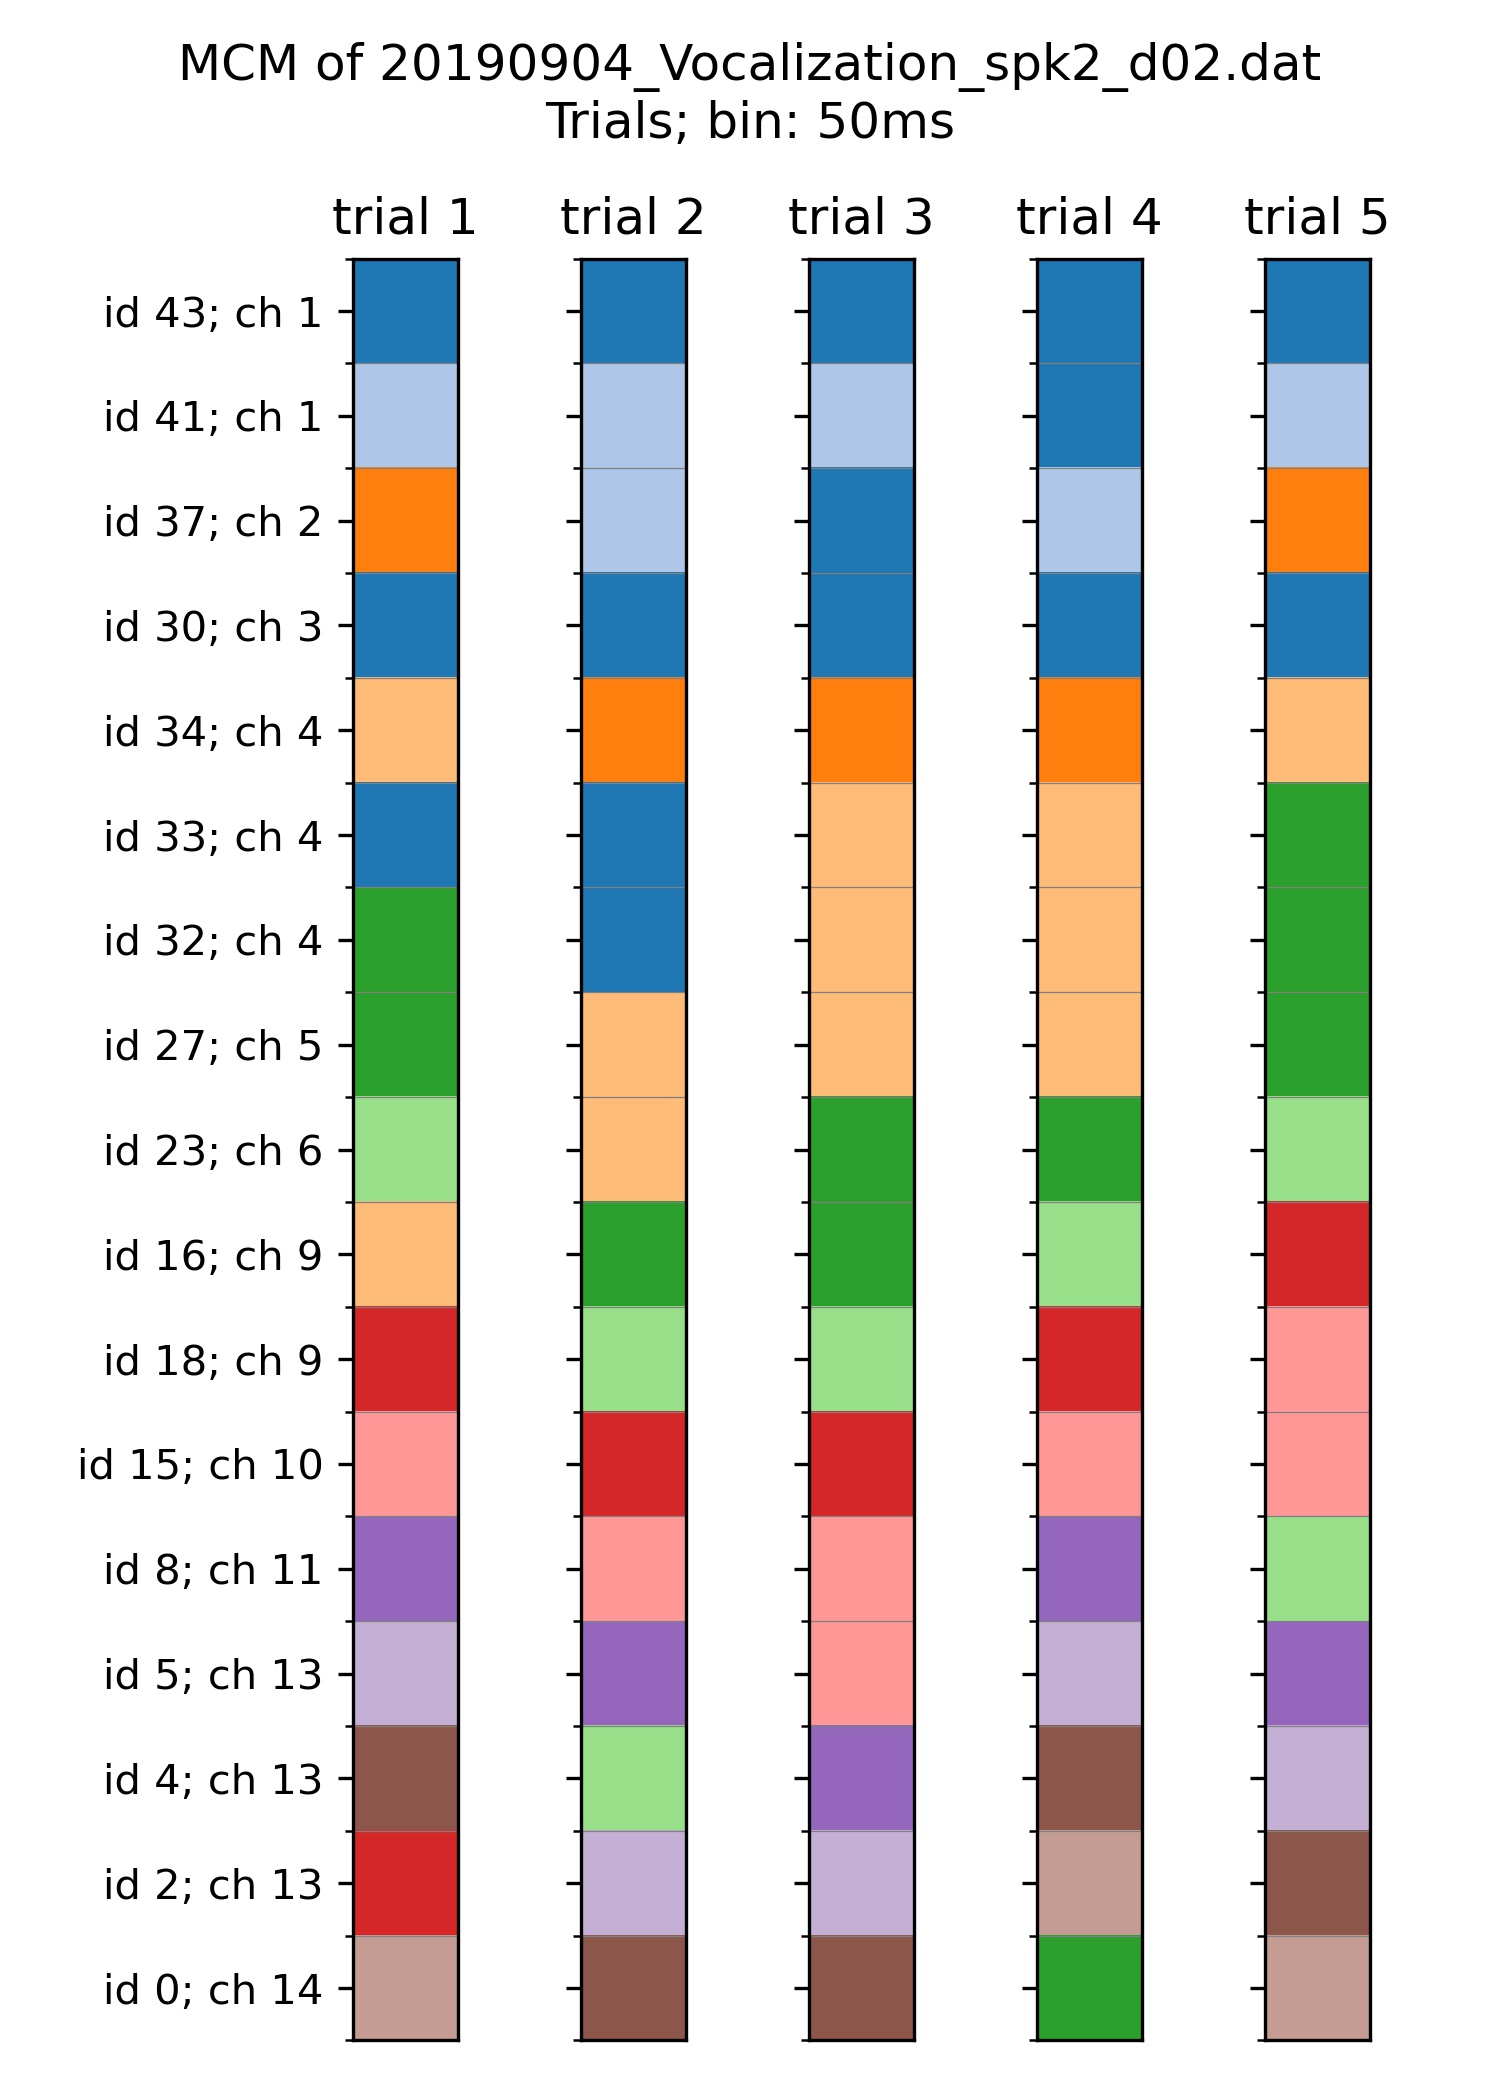 MCM of 20190904_Vocalization_spk2_d02.dat
Trials; bin: 50ms
trial 1 trial 2 trial 3 trial 4 trial 5
id 43; ch 1
id 41; ch 1
id 37; ch 2
id 30; ch 3
id 34; ch 4
id 33; ch 4
id 32; ch 4
id 27; ch 5
id 23; ch 6
id 16; ch 9
id 18; ch 9
id 15; ch 10
id 8; ch 11
id 5; ch 13
id 4; ch 13
id 2; ch 13
id 0; ch 14